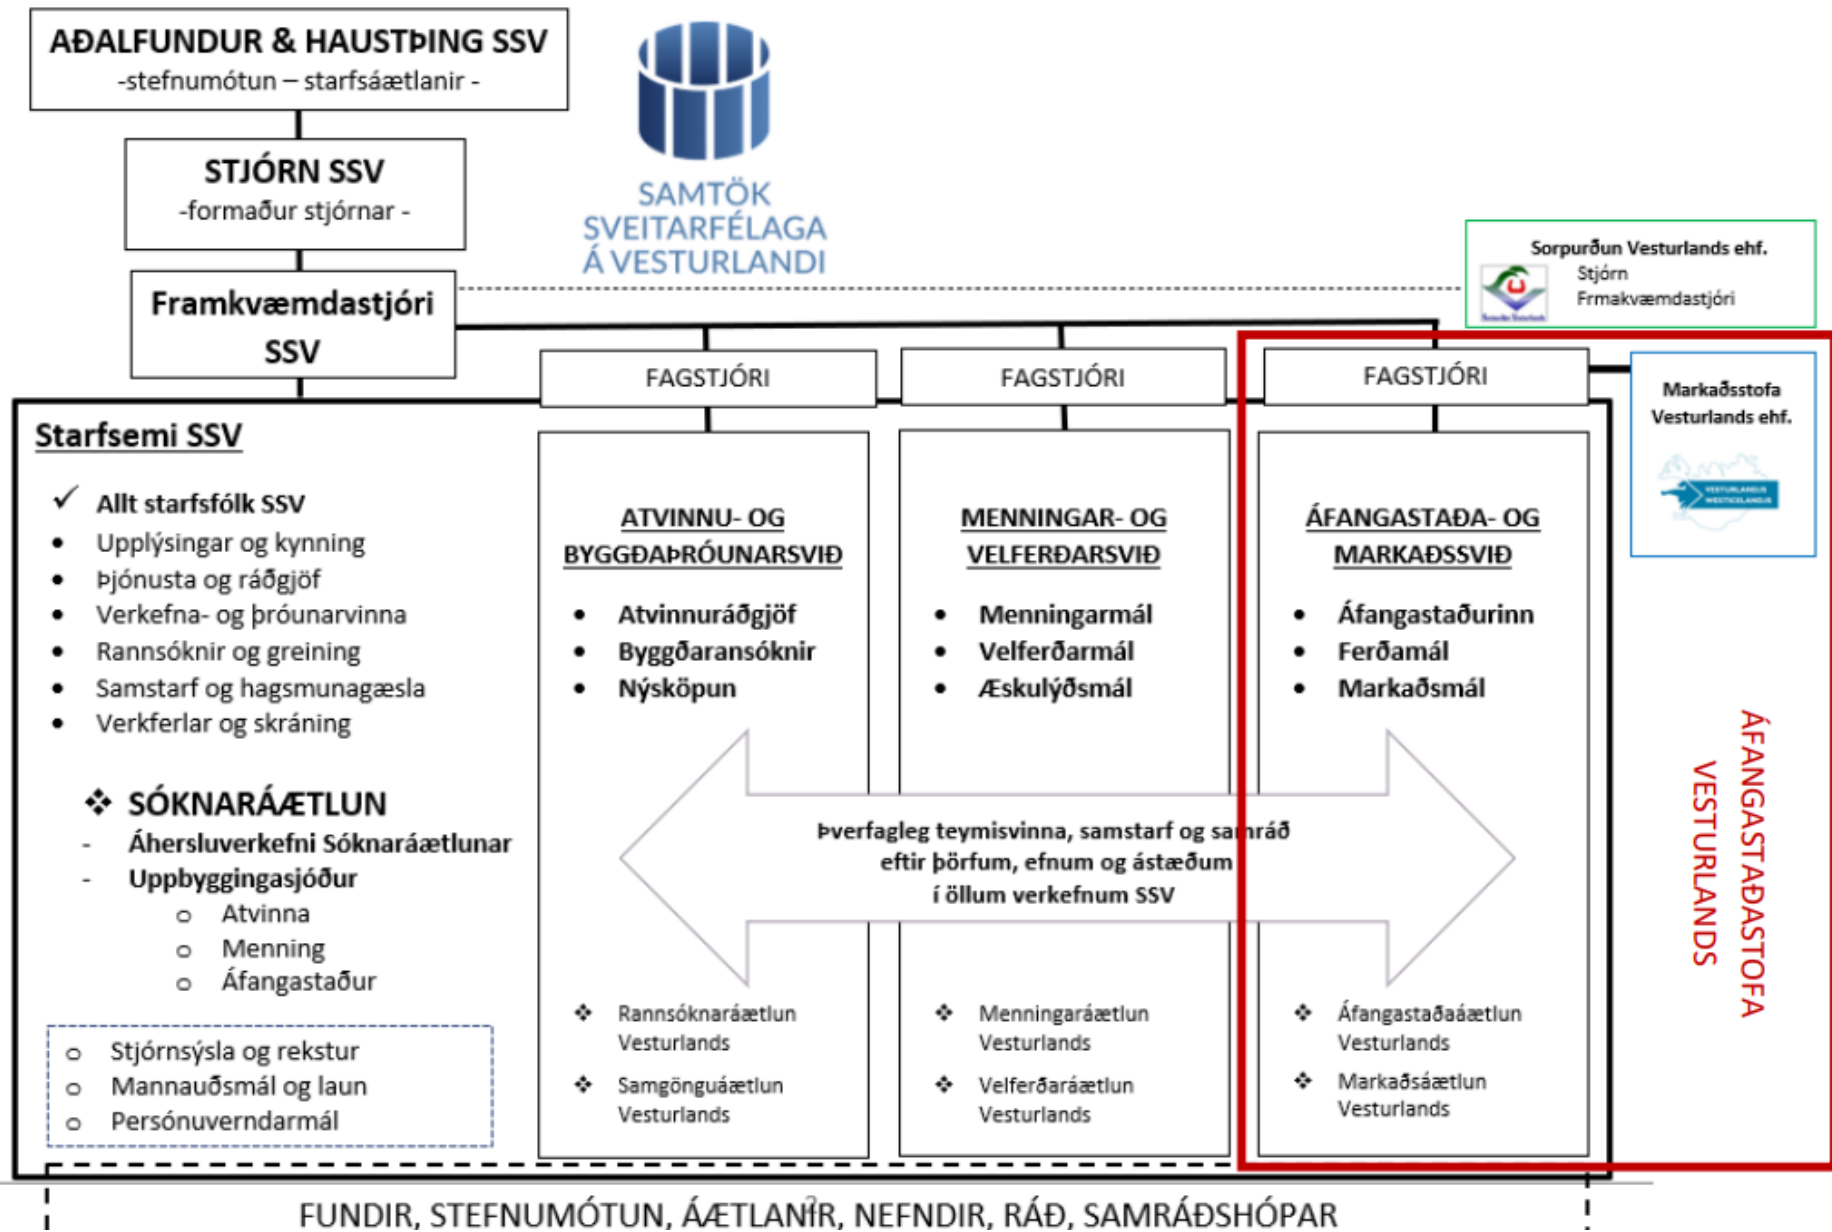 AÐALFUNDUR & HAUSTÞING SSV
-stefnumótun – starfsáætlanir -
STJÓRN SSV
-formaður stjórnar -
Framkvæmdastjóri
SSV
SAMTÖK
SVEITARFÉLAGA
Á VESTURLANDI
Sorpurðun Vesturlands ehf.
Stjórn
Frmakvæmdastjóri
FAGSTJÓRI
FAGSTJÓRI
FAGSTJÓRI
Markaðsstofa
Vesturlands ehf.
Starfsemi SSV
✓ Allt starfsfólk SSV
• Upplýsingar og kynning
• Þjónusta og ráðgjöf
• Verkefna- og þróunarvinna
• Rannsóknir og greining
• Samstarf og hagsmunagæsla
• Verkferlar og skráning
❖ SÓKNARÁÆTLUN
- Áhersluverkefni Sóknaráætlunar
- Uppbyggingasjóður
o Atvinna
o Menning
o Áfangastaður
o Stjórnsýsla og rekstur
o Mannauðsmál og laun
o Persónuverndarmál
ATVINNU- OG
BYGGÐAÞRÓUNARSVIÐ
• Atvinnuráðgjöf
• Byggðaransóknir
• Nýsköpun
MENNINGAR- OG
VELFERÐARSVIÐ
• Menningarmál
• Velferðarmál
• Æskulýðsmál
ÁFANGASTAÐA- OG
MARKAÐSSVIÐ
• Áfangastaðurinn
• Ferðamál
• Markaðsmál
Þverfagleg teymisvinna, samstarf og samráð
eftir þörfum, efnum og ástæðum
í öllum verkefnum SSV
❖ Rannsóknaráætlun
Vesturlands
❖ Samgönguáætlun
Vesturlands
❖ Menningaráætlun
Vesturlands
❖ Velferðaráætlun
Vesturlands
❖ Áfangastaðaáætlun
Vesturlands
❖ Markaðsáætlun
Vesturlands
ÁFANGASTAÐASTOFA
VESTURLANDS
2
FUNDIR, STEFNUMÓTUN, ÁÆTLANIR, NEFNDIR, RÁÐ, SAMRÁÐSHÓPAR